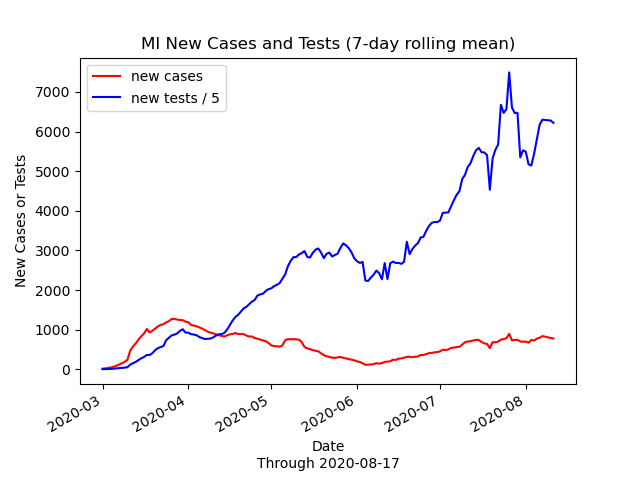 MI New Cases and Tests (7-day rolling mean)
new cases
new tests / 5
New Cases or Tests
7000
6000
5000
4000
3000
2000
1000
0
2020-03
2020-04
2020-05
2020-06
2020-07
2020-08
Date
Through 2020-08-17